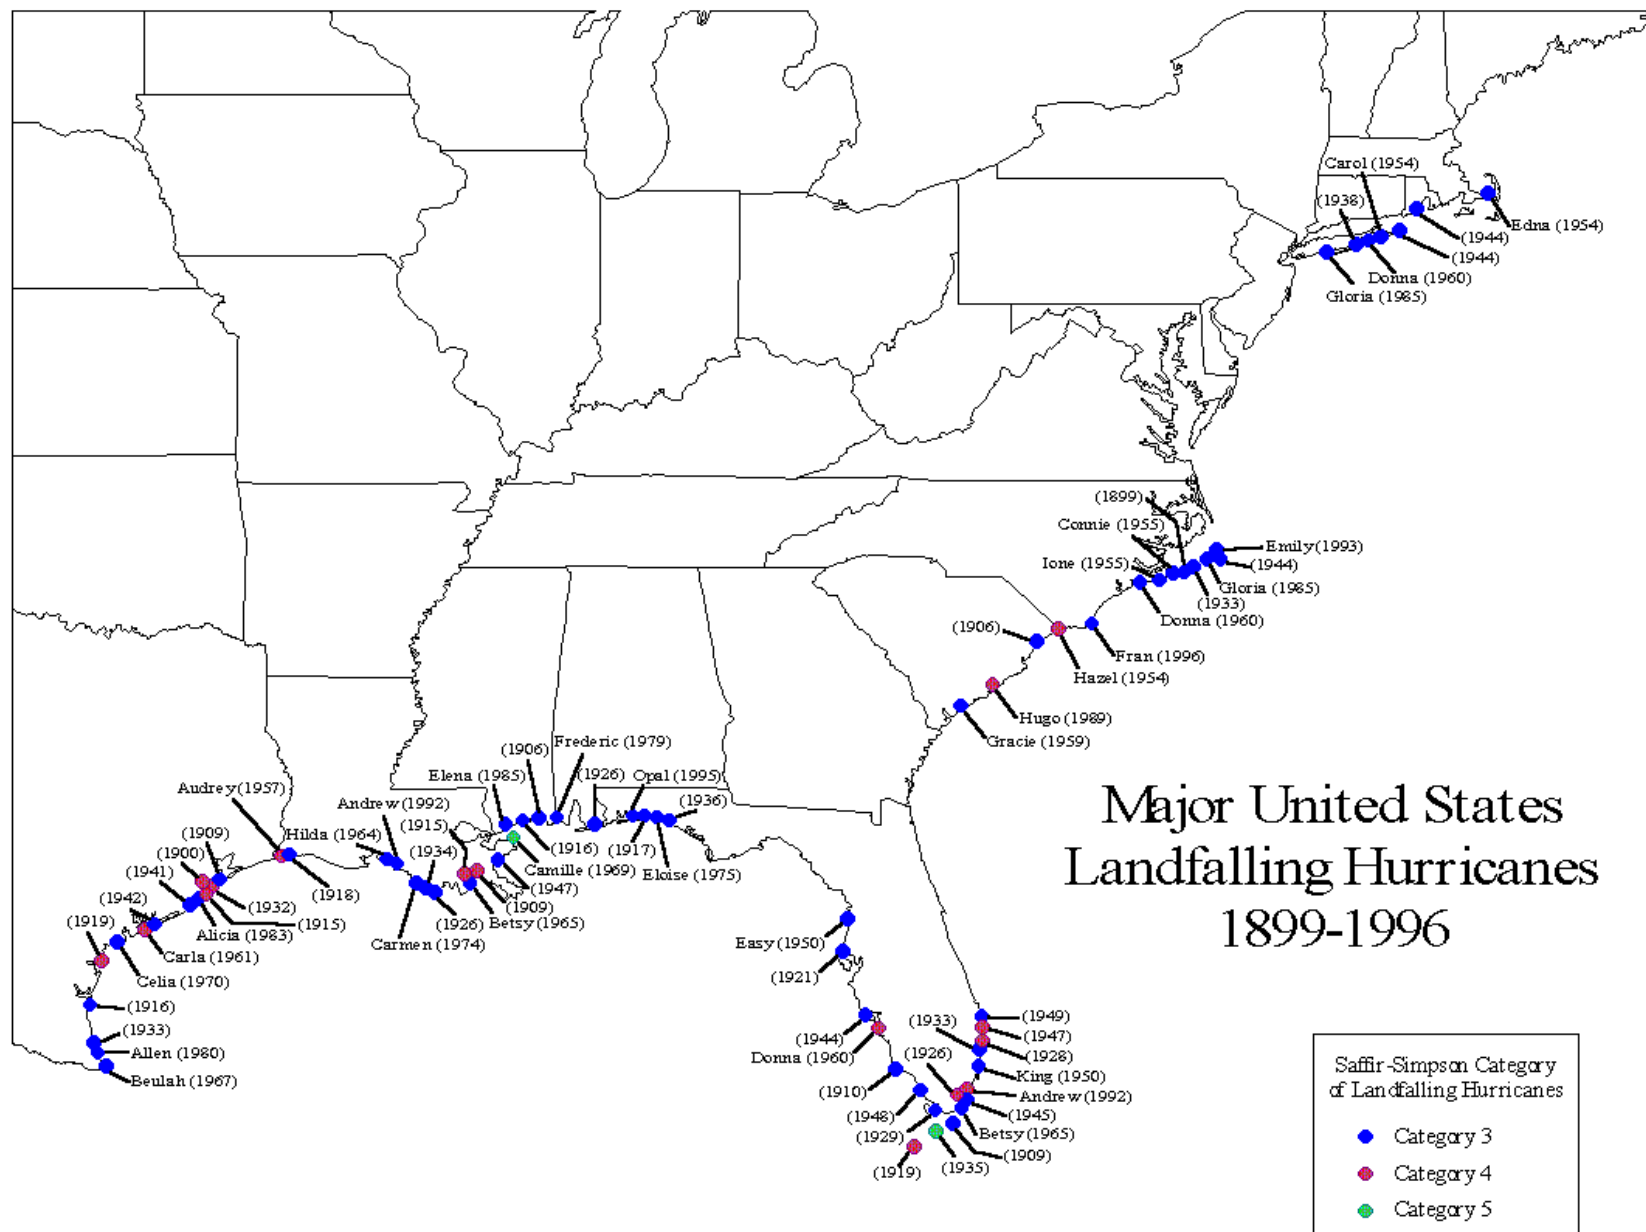 Carol (1954)
(1938)
Edna (1954)
(1944)
(1944)
Donna (1960)
Gloria (1985)
(1899)
Connie (1955)
Ione (1955)
Emily (1993)
(1944)
Gloria (1985)
(1933)
Donna (1960)
(1906)
Fran (1996)
Hazel (1954)
Hugo (1989)
Gracie (1959)
Frederic (1979)
(1906)
Elena (1985)
(1926)
Opal (1995)
(1936)
Audrey (1957)
Andrew (1992)
Hilda (1964)
(1915)
(1934)
(1909)
(1900)
(1941)
(1942)
(1919)
(1916)
(1917)
Camille (1969)
Eloise (1975)
(1947)
(1918)
(1909)
(1932)
(1926)
Betsy (1965)
(1915)
Alicia (1983)
Carmen (1974)
Carla (1961)
Celia (1970)
(1916)
(1933)
Allen (1980)
Beulah (1967)
Major United States
Landfalling Hurricanes
1899-1996
Easy (1950)
(1921)
(1944)
Donna (1960)
(1910)
(1948)
(1929)
(1919)
(1935)
(1909)
Betsy (1965)
(1945)
Andrew (1992)
King (1950)
(1928)
(1947)
(1949)
(1933)
(1926)
Saffir-Simpson Category
of Landfalling Hurricanes
Category 3
Category 4
Category 5